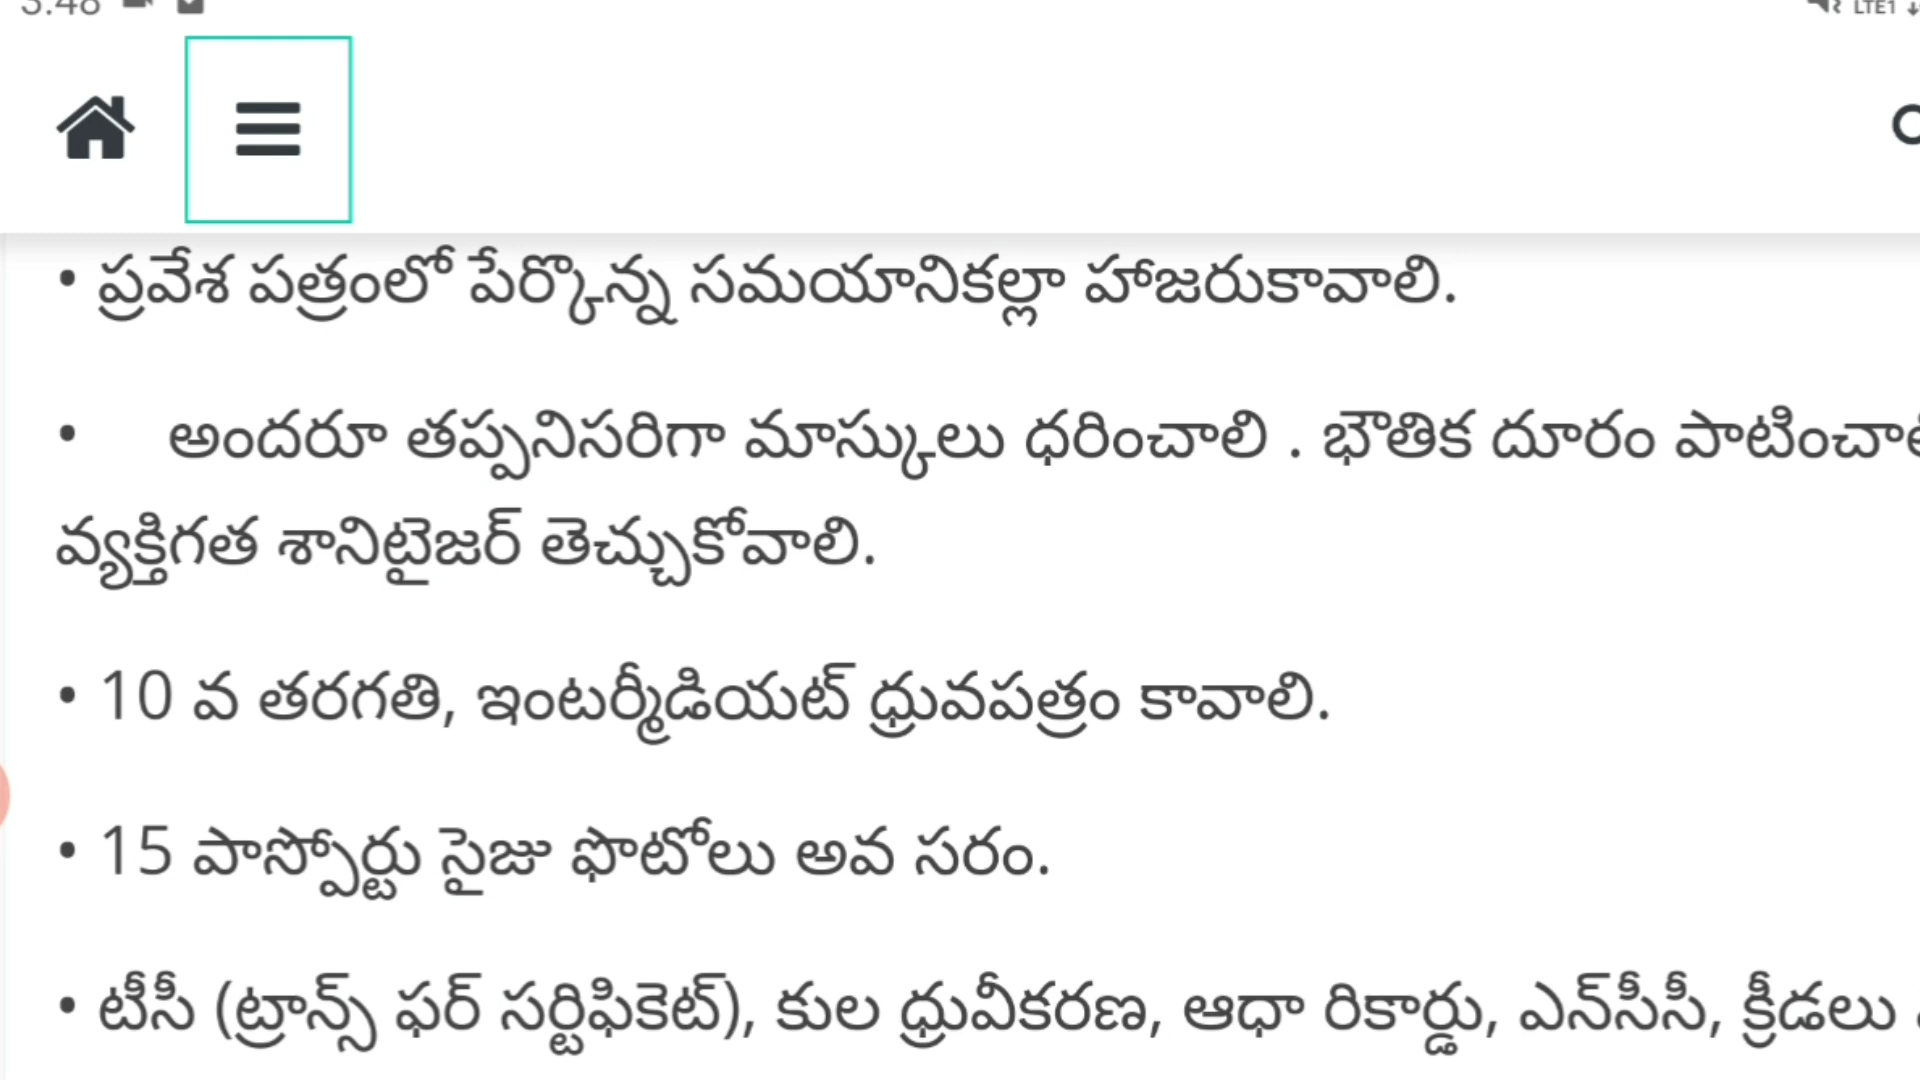 LTE1
• ప్రవేశ పత్రంలో పేర్కొన్న సమయానికల్లా హాజరుకావాలి.
• అందరూ తప్పనిసరిగా మాస్కులు ధరించాలి . భౌతిక దూరం
వ్యక్తిగత శానిటైజర్ తెచ్చుకోవాలి.
• 10 వ తరగతి, ఇంటర్మీడియట్ ధ్రువపత్రం కావాలి.
• 15 పాస్పోర్టు సైజు ఫొటోలు అవ సరం.
• టీసీ (ట్రాన్స్ ఫర్ సర్టిఫికెట్), కుల ధ్రువీకరణ, ఆధా రికార్డు, ఎన్‌సీసీ, క్రీడలు